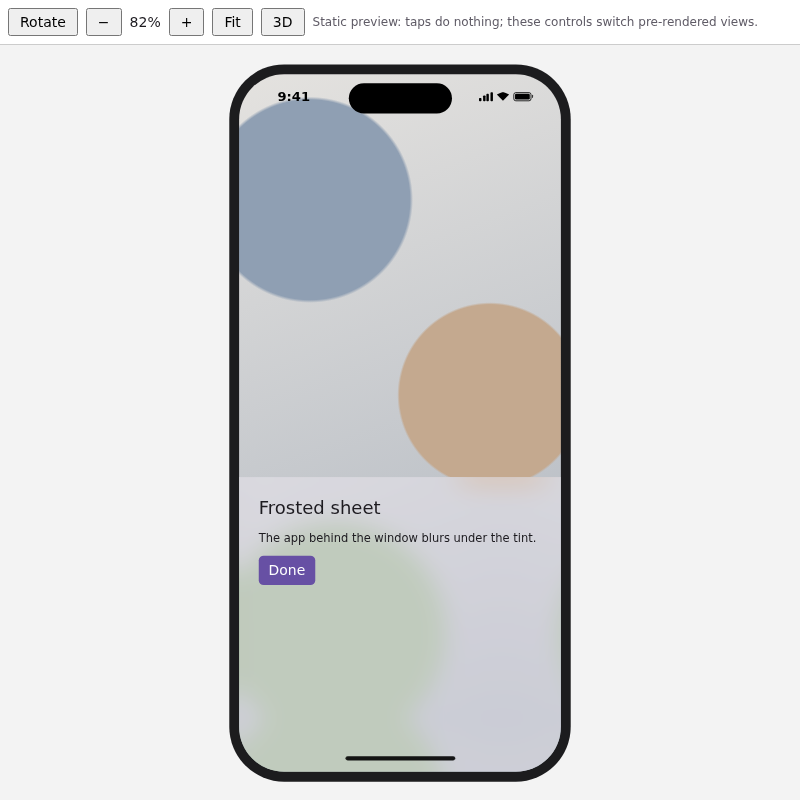 Rotate − 82% + Fit 3D Static preview: taps do nothing; these controls switch pre-rendered views.
9:41
Frosted sheet
The app behind the window blurs under the tint.
Done